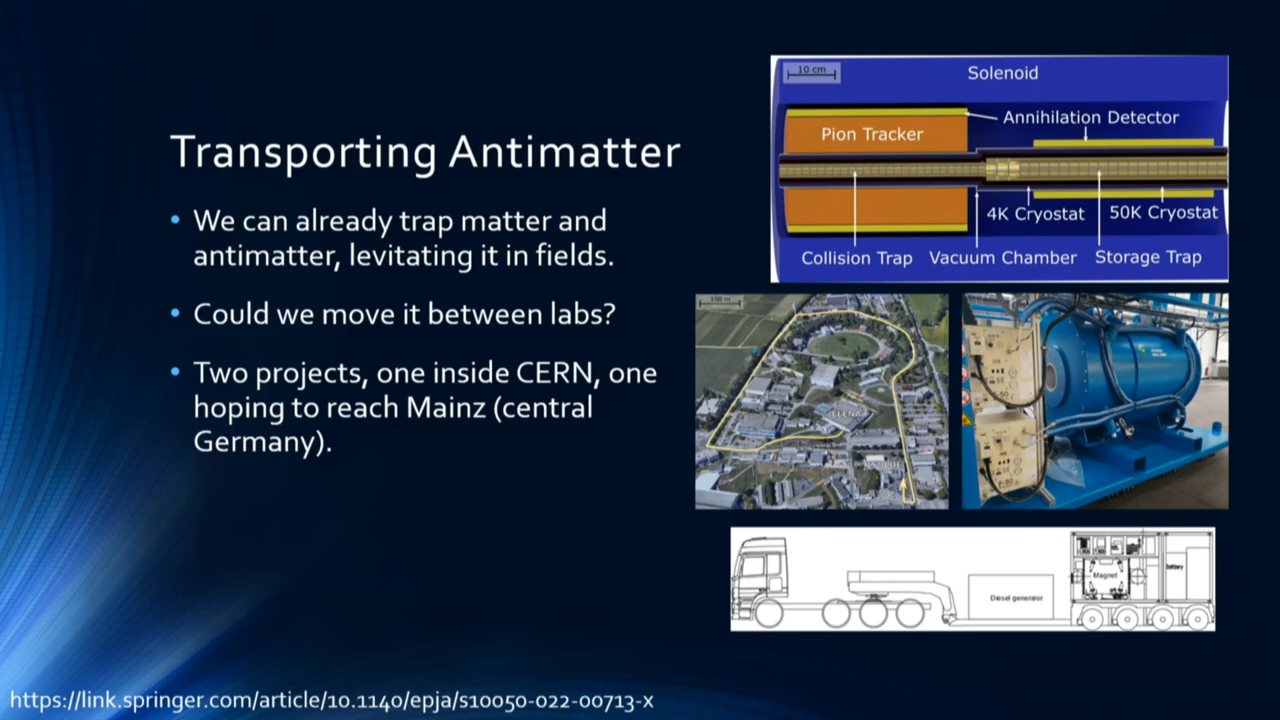 Transporting Antimatter
• We can already trap matter and
antimatter, levitating it in fields.
• Could we move it between labs?
• Two projects, one inside CERN, one
hoping to reach Mainz (central
Germany).
10 cm
Solenoid
Annihilation Detector
Pion Tracker
4K Cryostat
50K Cryostat
Collision Trap
Vacuum Chamber
Storage Trap
100 m
ELENA
Magnet
Battery
Diesel generator
https://link.springer.com/article/10.1140/epja/s10050-022-00713-x